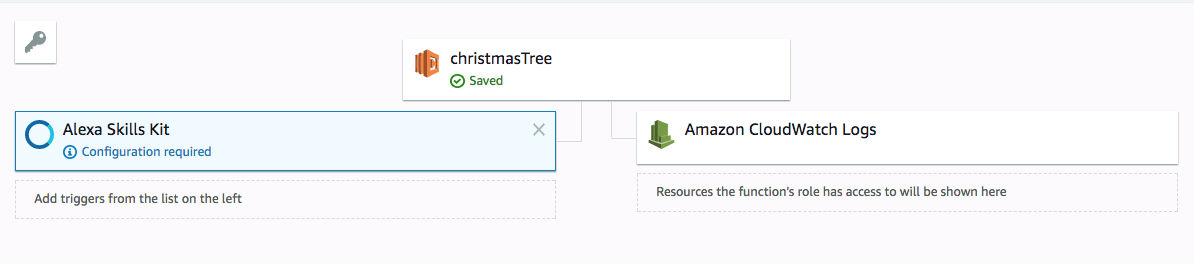 christmasTree
Saved
Alexa Skills Kit
Configuration required
Add triggers from the list on the left
Amazon CloudWatch Logs
Resources the function's role has access to will be shown here